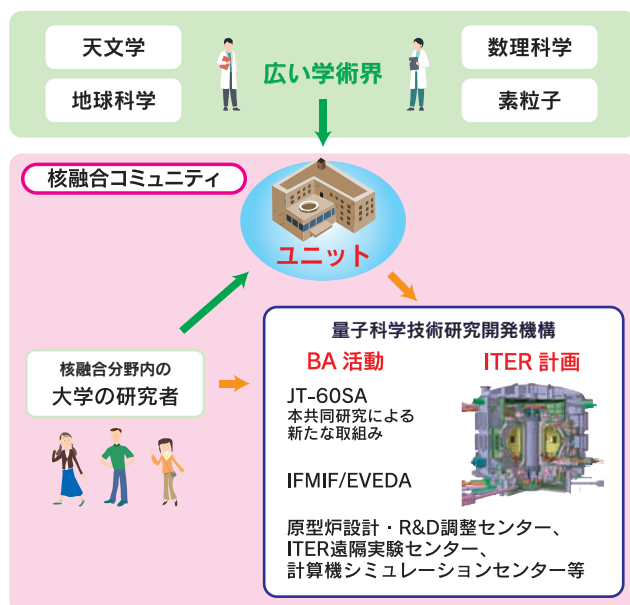 天文学
地球科学
広い学術界
数理科学
素粒子
核融合コミュニティ
ユニット
核融合分野内の
大学の研究者
量子科学技術研究開発機構
BA 活動
ITER 計画
JT-60SA
本共同研究による
新たな取組み
IFMIF/EVEDA
原型炉設計・R&D調整センター、
ITER遠隔実験センター、
計算機シミュレーションセンター等